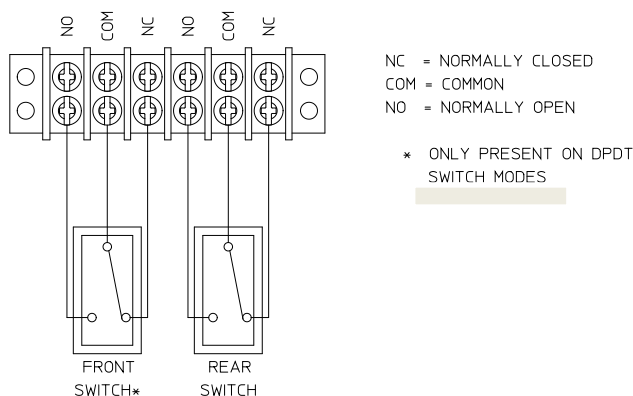 NO COM NC NO COM NC
NC = NORMALLY CLOSED
COM = COMMON
NO = NORMALLY OPEN
* ONLY PRESENT ON DPDT
SWITCH MODES
FRONT
SWITCH*
REAR
SWITCH